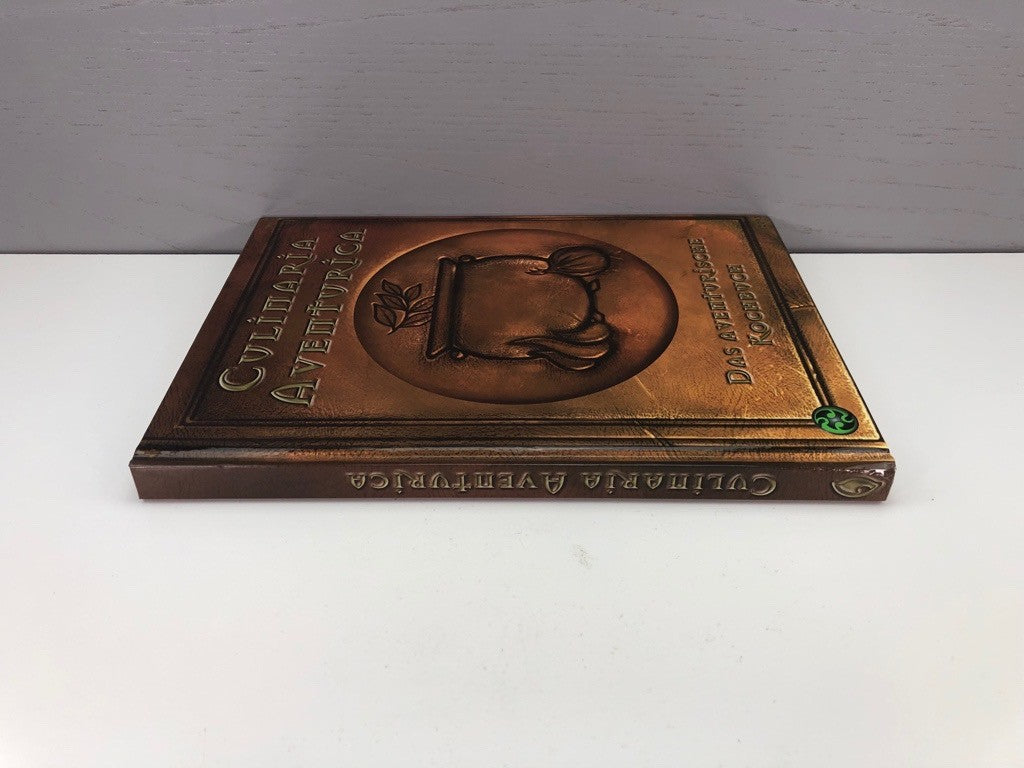 Culinaria
Aventurica
Das Aventurische
Kochbuch
Culinaria Aventurica